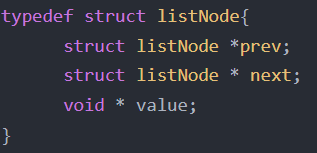 typedef struct listNode{
struct listNode *prev;
struct listNode * next;
void * value;
}